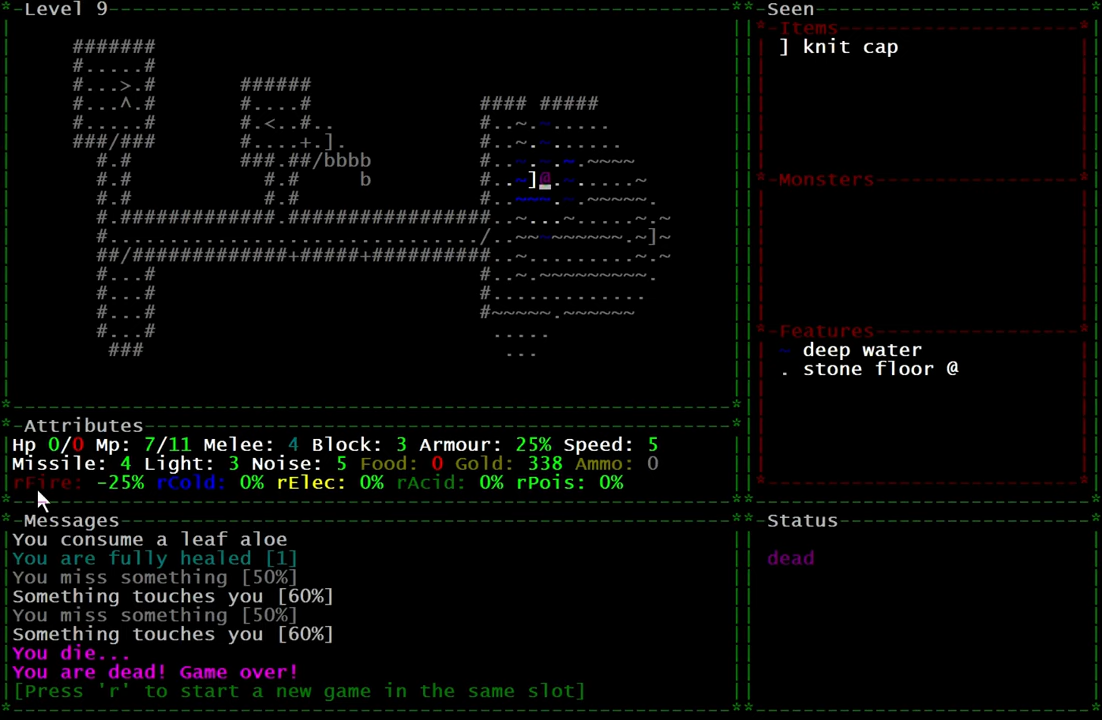 Level 9
Seen
Items
] knit cap
Monsters
Features
~ deep water
. stone floor @
#######
#.....#
#...>.# ######
#...^.# #....# #### #####
#.....# #.<..#.. #..~.~.....
###/### #....+.]. #..~.~......
#.# ###.##/bbbb #..~.~.~.~~~~
#.# #.# b #..~]@.~.....~
#.# #.# #..~~~.~.~~~~~.
#.#############.################# #..~...~.....~.~
#.............................../..~~~~~~~~~.~]~
##/#############+#####+##########..~........~.~
#...# #..~.~~~~~~~~~.
#...# #.............
#...# #~~~~~.~~~~~~
#...# .....
### ...
Attributes
Hp 0/0 Mp: 7/11 Melee: 4 Block: 3 Armour: 25% Speed: 5
Missile: 4 Light: 3 Noise: 5 Food: 0 Gold: 338 Ammo: 0
rFire: -25% rCold: 0% rElec: 0% rAcid: 0% rPois: 0%
Messages
You consume a leaf aloe
You are fully healed [1]
You miss something [50%]
Something touches you [60%]
You miss something [50%]
Something touches you [60%]
You die...
You are dead! Game over!
[Press 'r' to start a new game in the same slot]
Status
dead